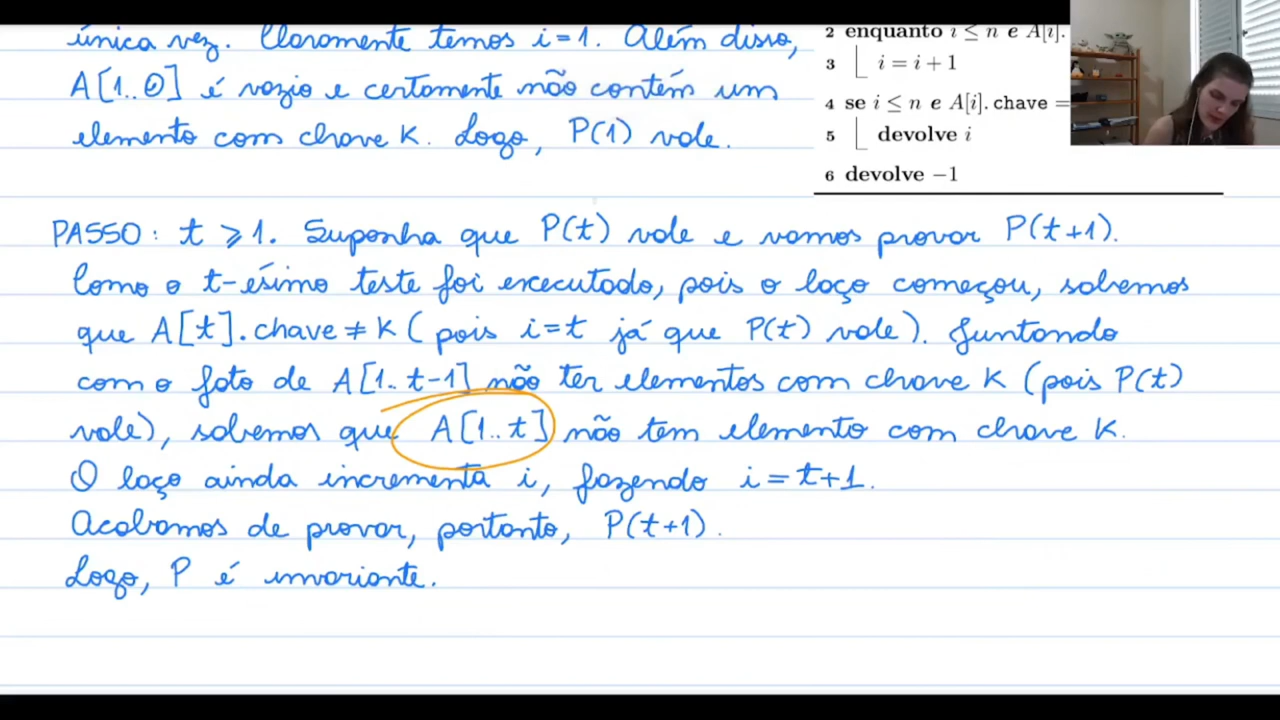 única vez. Claramente temos i=1. Além disso,
A[1..0] é vazio e certamente não contém um
elemento com chave K. Logo, P(1) vale.
2 enquanto i ≤ n e A[i].
3 i = i + 1
4 se i ≤ n e A[i]. chave =
5 devolve i
6 devolve −1
PASSO: t ⩾ 1. Suponha que P(t) vale e vamos provar P(t+1).
Como o t-ésimo teste foi executado, pois o laço começou, sabemos
que A[t].chave ≠ K (pois i=t já que P(t) vale). Juntando
com o fato de A[1..t-1] não ter elementos com chave K (pois P(t)
vale), sabemos que A[1..t] não tem elemento com chave K.
O laço ainda incrementa i, fazendo i = t+1.
Acabamos de provar, portanto, P(t+1).
Logo, P é invariante.